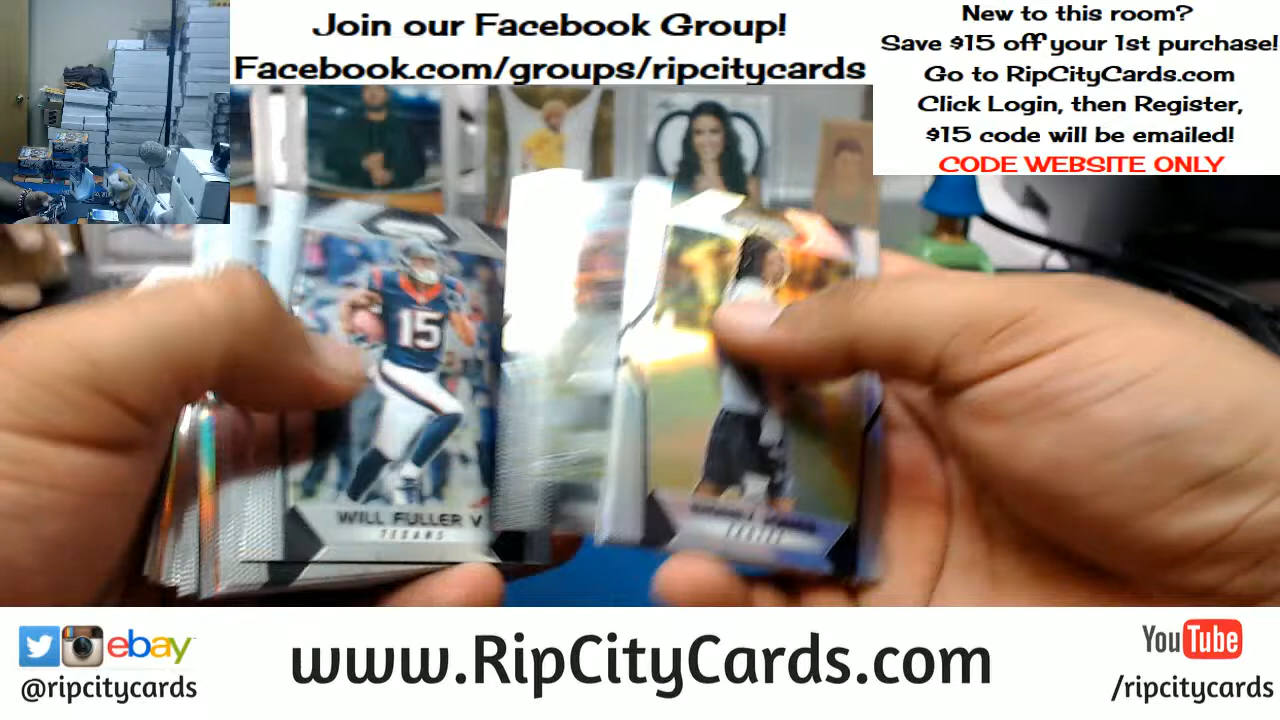 Join our Facebook Group!
Facebook.com/groups/ripcitycards
New to this room?
Save $15 off your 1st purchase!
Go to RipCityCards.com
Click Login, then Register,
$15 code will be emailed!
CODE WEBSITE ONLY
15
WILL FULLER V
TEXANS
ebay
@ripcitycards
www.RipCityCards.com
YouTube
/ripcitycards